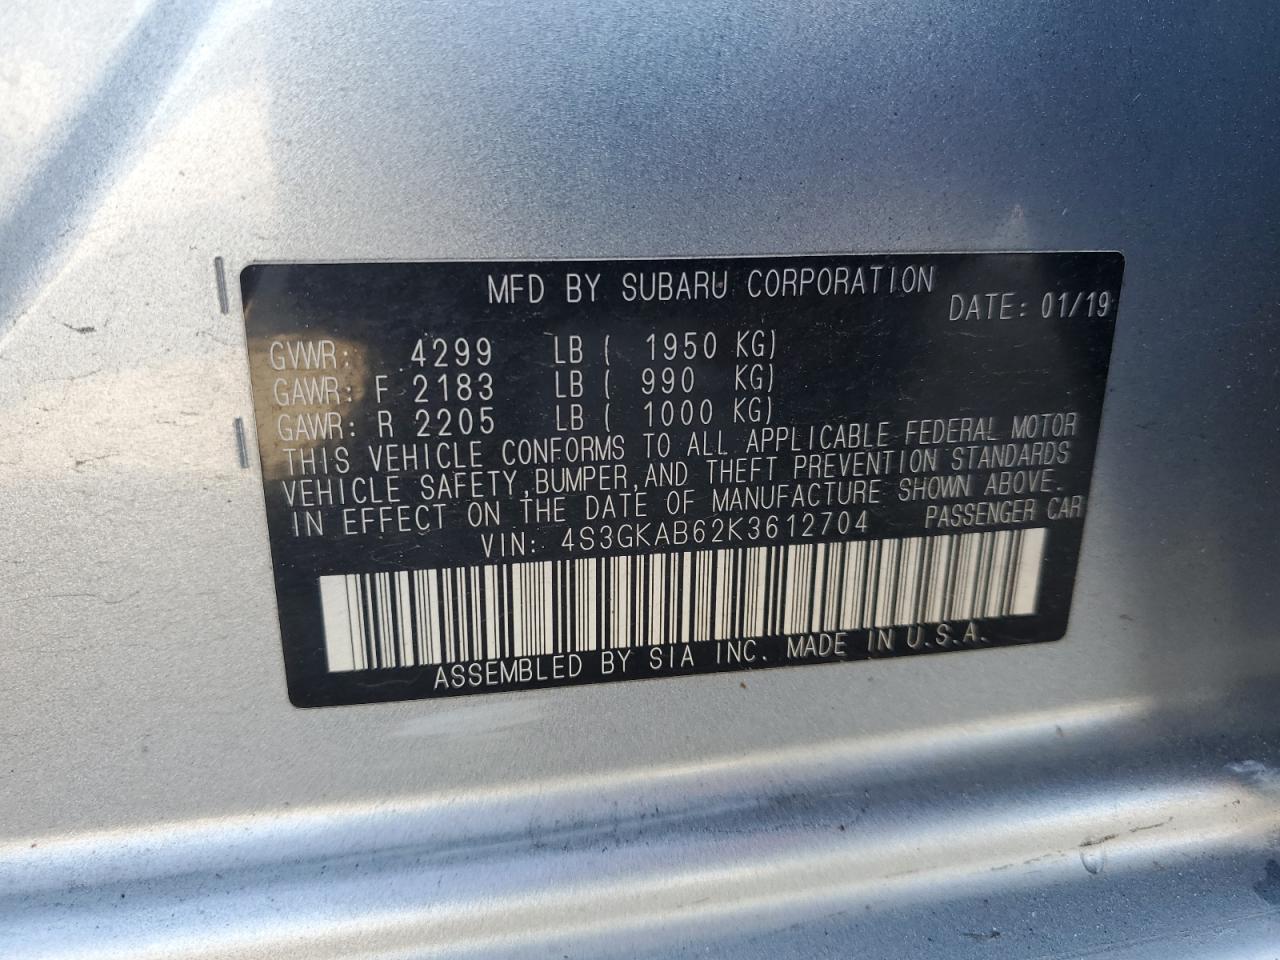 MFD BY SUBARU CORPORATION
DATE: 01/19
GVWR: 4299 LB ( 1950 KG)
GAWR: F 2183 LB ( 990 KG)
GAWR: R 2205 LB ( 1000 KG)
THIS VEHICLE CONFORMS TO ALL APPLICABLE FEDERAL MOTOR
VEHICLE SAFETY, BUMPER, AND THEFT PREVENTION STANDARDS
IN EFFECT ON THE DATE OF MANUFACTURE SHOWN ABOVE.
VIN: 4S3GKAB62K3612704 PASSENGER CAR
ASSEMBLED BY SIA INC. MADE IN U.S.A.